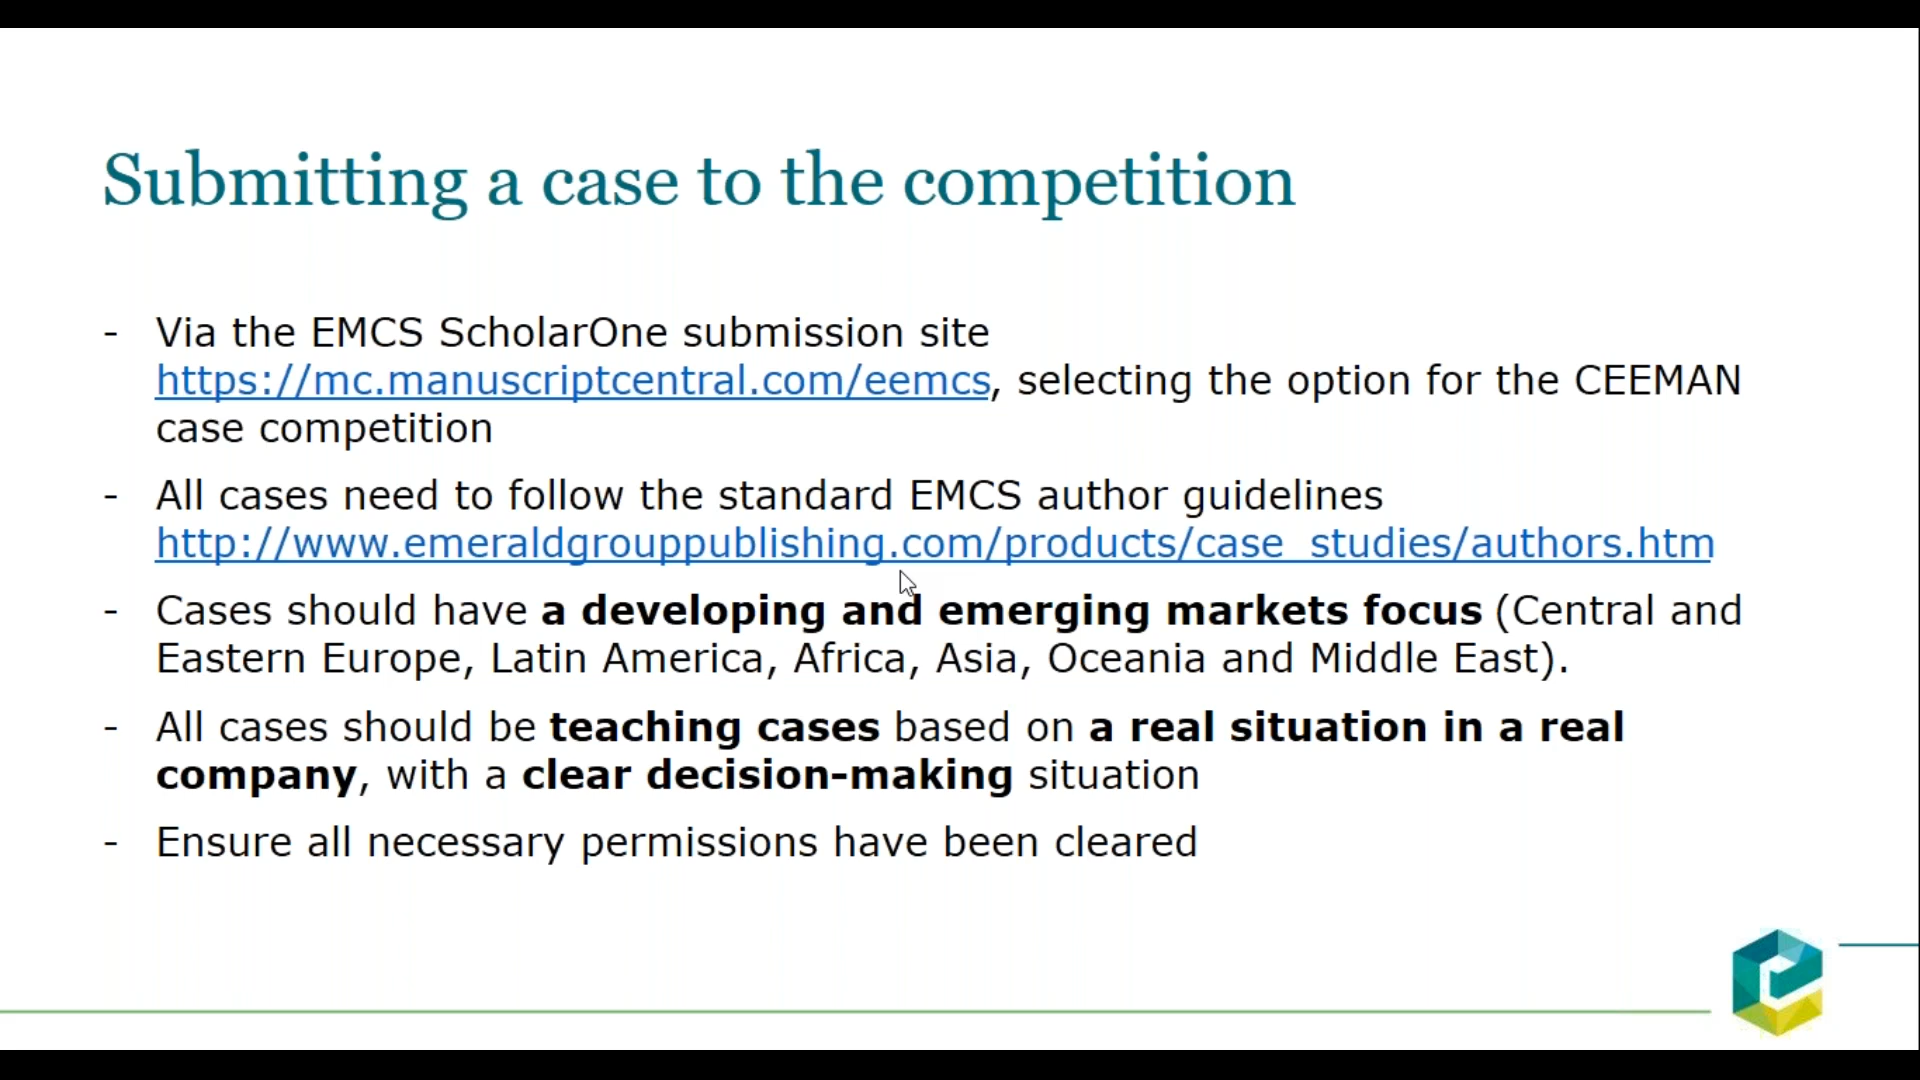 Submitting a case to the competition
- Via the EMCS ScholarOne submission site
https://mc.manuscriptcentral.com/eemcs, selecting the option for the CEEMAN
case competition
- All cases need to follow the standard EMCS author guidelines
http://www.emeraldgrouppublishing.com/products/case_studies/authors.htm
- Cases should have a developing and emerging markets focus (Central and
Eastern Europe, Latin America, Africa, Asia, Oceania and Middle East).
- All cases should be teaching cases based on a real situation in a real
company, with a clear decision-making situation
- Ensure all necessary permissions have been cleared